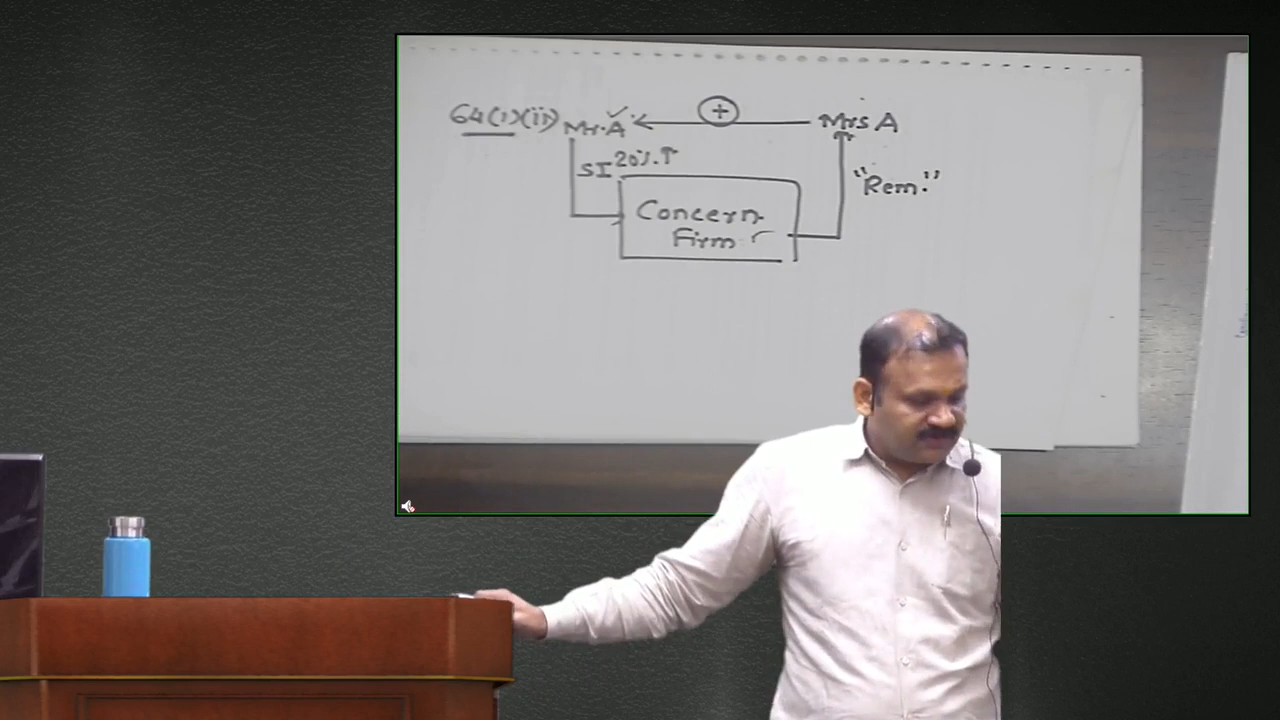 64(1)(ii) Mr.A ← + Mrs A
SI 20%↑
"Rem."
Concern
Firm